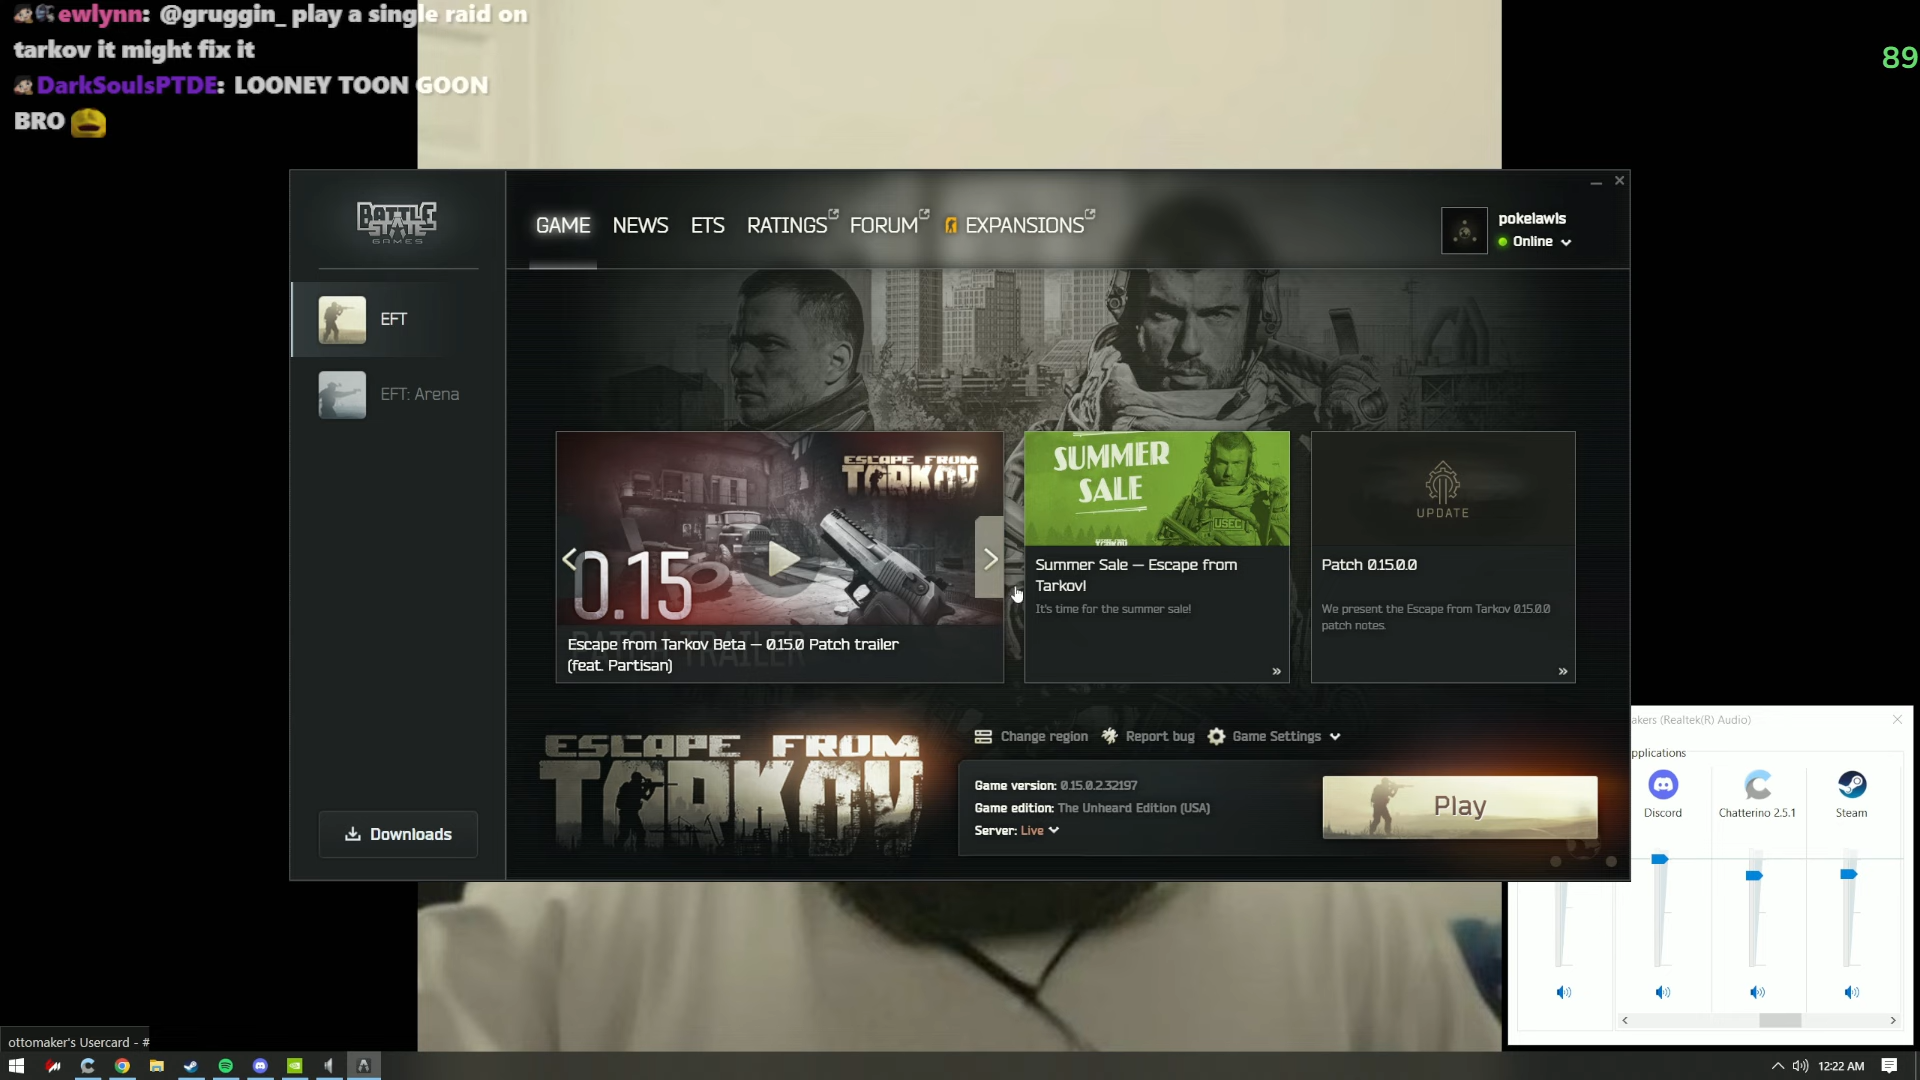 ewlynn: @gruggin_ play a single raid on
tarkov it might fix it
DarkSoulsPTDE: LOONEY TOON GOON
BRO
89
BATTLE
STATE
GAMES
GAME
NEWS
ETS
RATINGS
FORUM
EXPANSIONS
pokelawls
Online
EFT
EFT: Arena
ESCAPE FROM
TARKOV
0.15
PATCH TRAILER
Escape from Tarkov Beta — 0.15.0 Patch trailer
(feat. Partisan)
SUMMER
SALE
USEC
Summer Sale — Escape from
Tarkov!
It's time for the summer sale!
»
UPDATE
Patch 0.15.0.0
We present the Escape from Tarkov 0.15.0.0
patch notes.
»
ESCAPE FROM
TARKOV
Change region
Report bug
Game Settings
Game version: 0.15.0.2.32197
Game edition: The Unheard Edition (USA)
Server: Live
Play
Downloads
akers (Realtek(R) Audio)
pplications
Discord
Chatterino 2.5.1
Steam
ottomaker's Usercard - #
12:22 AM